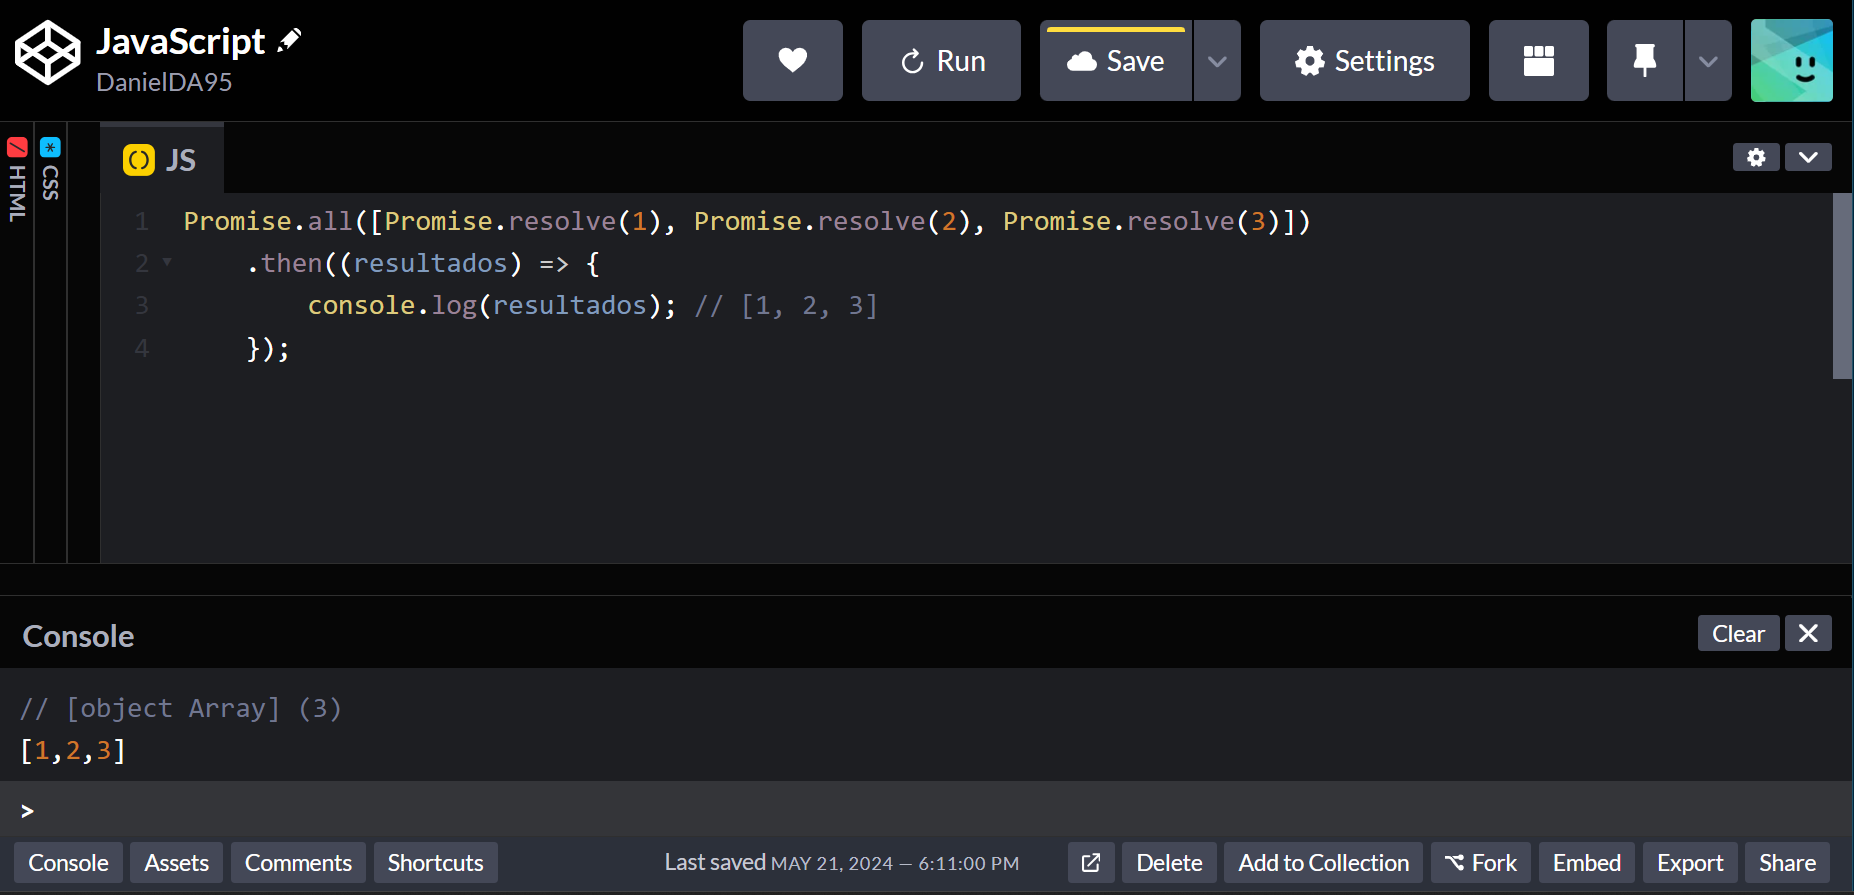 JavaScript
DanielDA95
Run
Save
Settings
HTML
CSS
JS
1 Promise.all([Promise.resolve(1), Promise.resolve(2), Promise.resolve(3)])
2 .then((resultados) => {
3 console.log(resultados); // [1, 2, 3]
4 });
Console
Clear
// [object Array] (3)
[1,2,3]
>
Console Assets Comments Shortcuts Last saved MAY 21, 2024 — 6:11:00 PM Delete Add to Collection Fork Embed Export Share